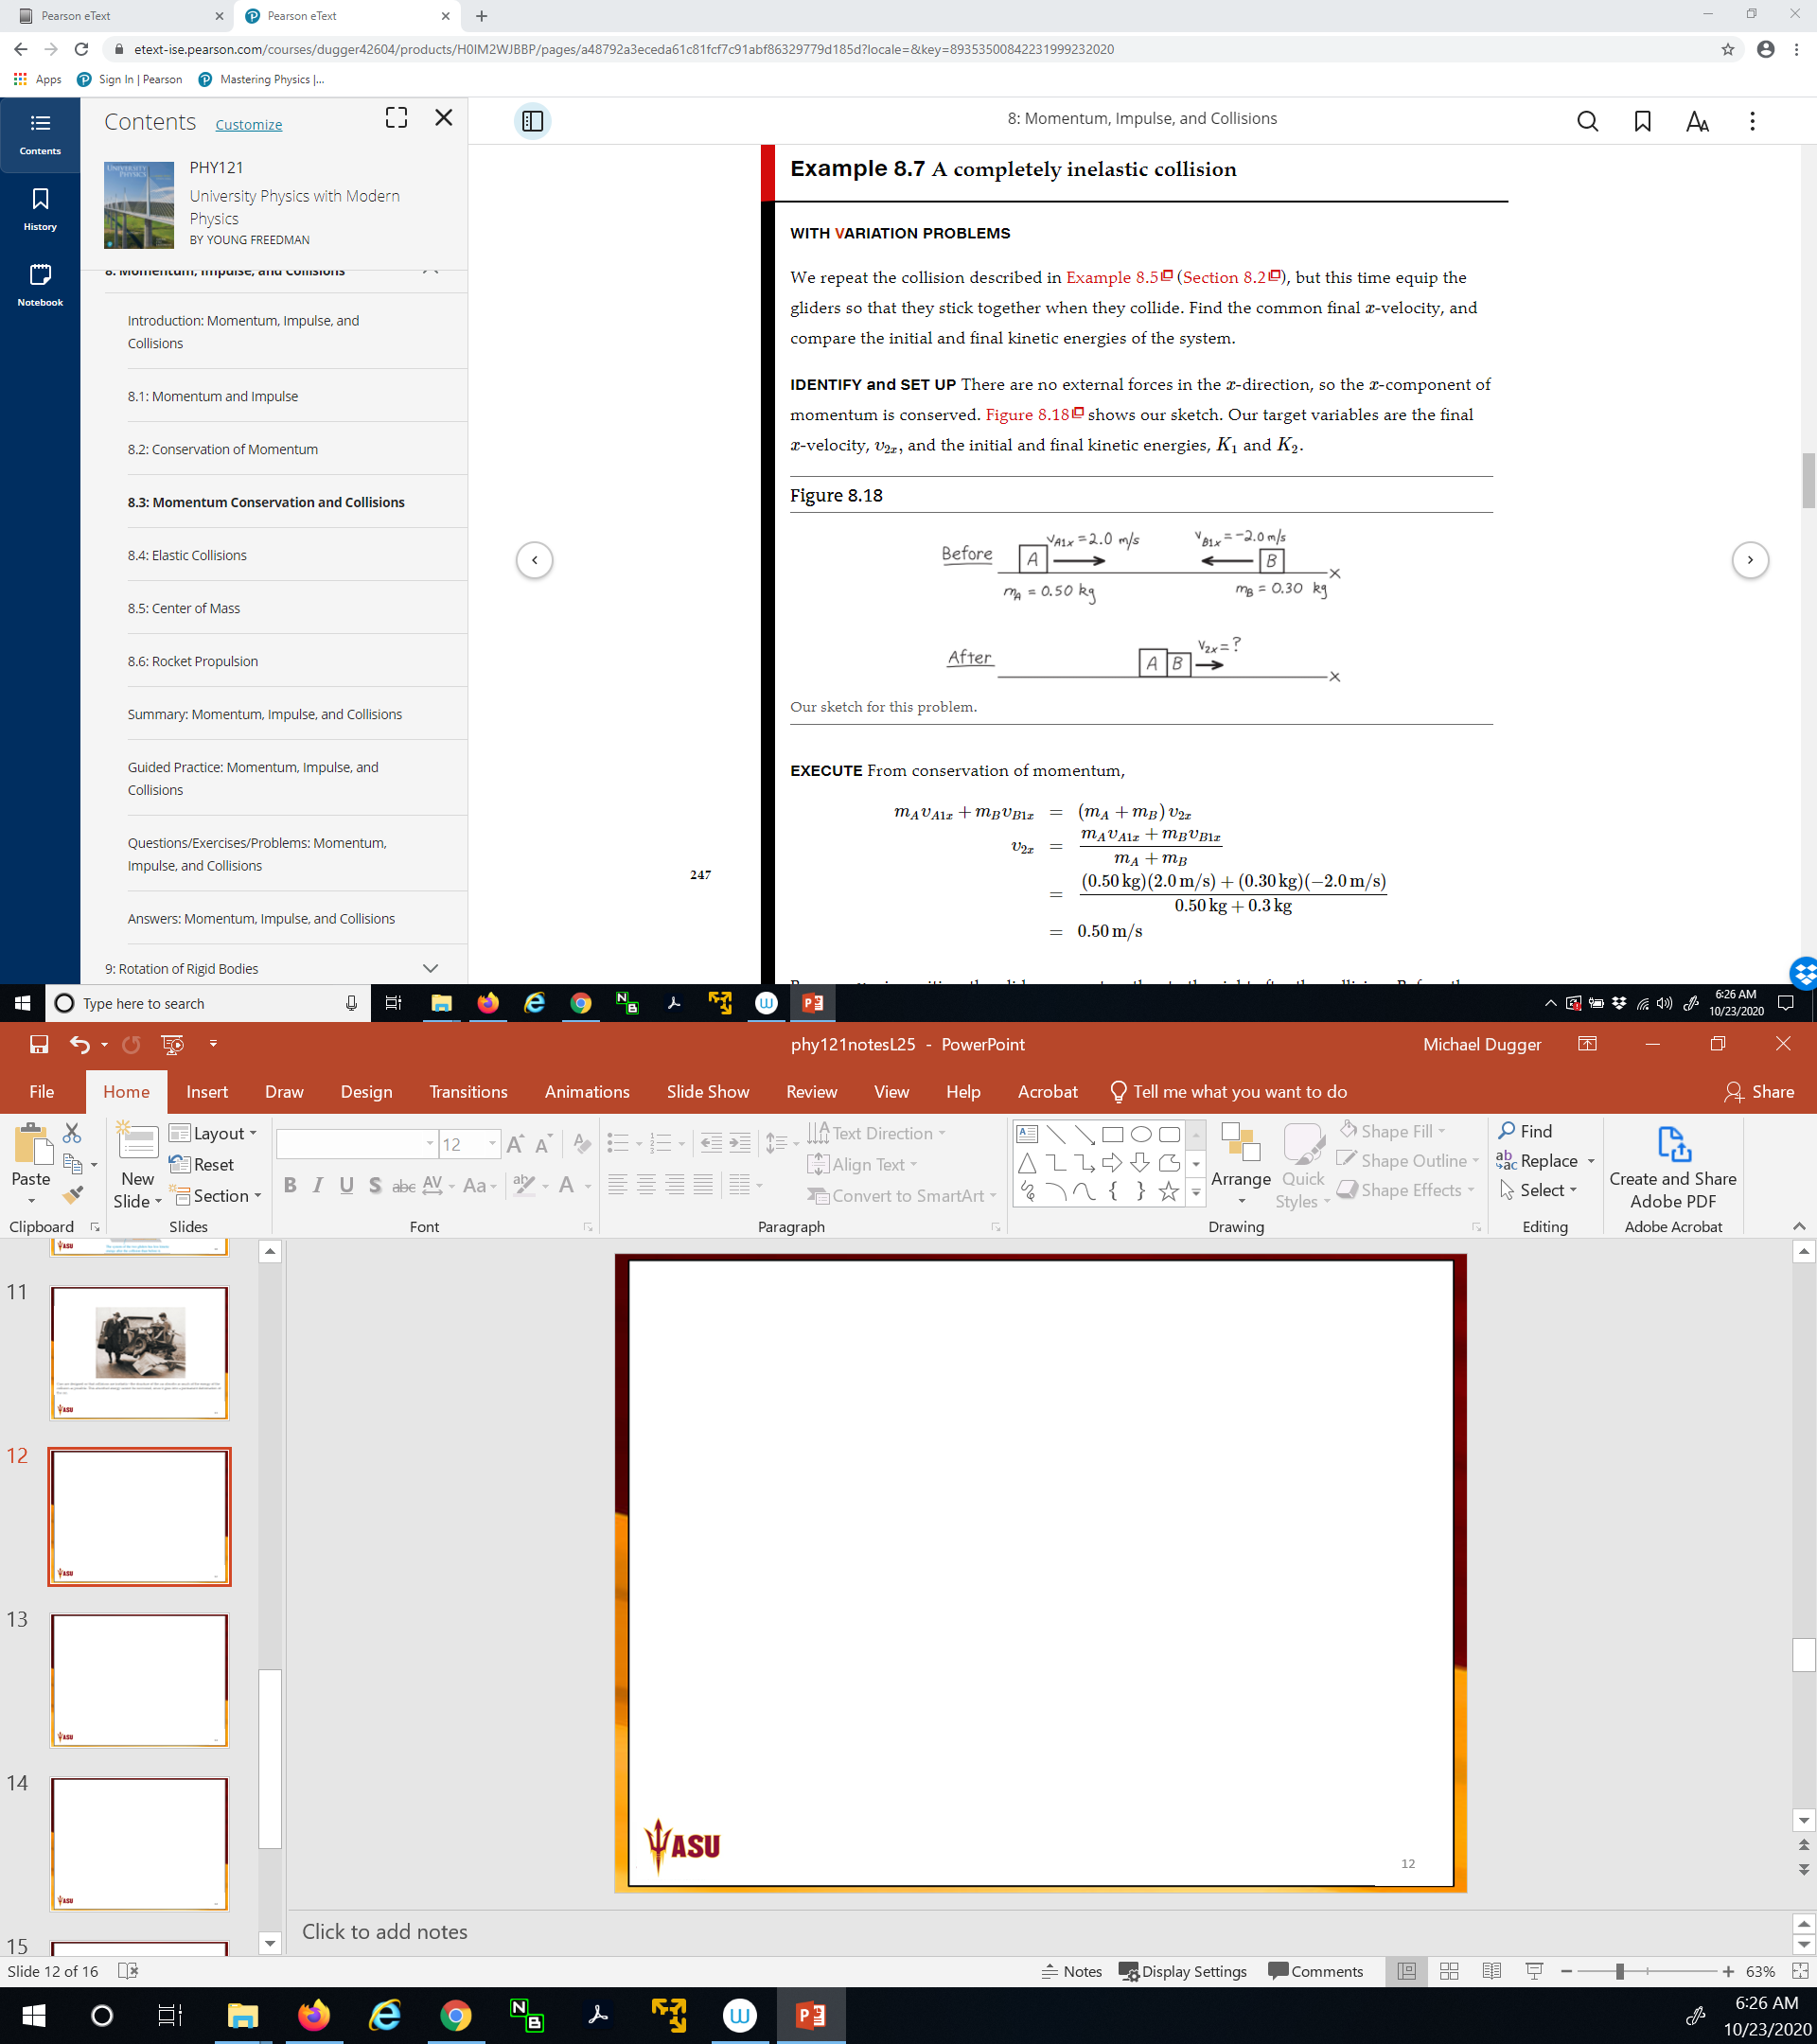 Pearson eText
Pearson eText
etext-ise.pearson.com/courses/dugger42604/products/H0IM2WJBBP/pages/a48792a3eceda61c81fcf7c91abf86329779d185d?locale=&key=89353500842231999232020
Apps Sign In | Pearson Mastering Physics |...
Contents
History
Notebook
Contents Customize
PHY121
University Physics with Modern
Physics
BY YOUNG FREEDMAN
8: Momentum, Impulse, and Collisions
Introduction: Momentum, Impulse, and
Collisions
8.1: Momentum and Impulse
8.2: Conservation of Momentum
8.3: Momentum Conservation and Collisions
8.4: Elastic Collisions
8.5: Center of Mass
8.6: Rocket Propulsion
Summary: Momentum, Impulse, and Collisions
Guided Practice: Momentum, Impulse, and
Collisions
Questions/Exercises/Problems: Momentum,
Impulse, and Collisions
Answers: Momentum, Impulse, and Collisions
9: Rotation of Rigid Bodies
8: Momentum, Impulse, and Collisions
Example 8.7 A completely inelastic collision
WITH VARIATION PROBLEMS
We repeat the collision described in Example 8.5 (Section 8.2), but this time equip the
gliders so that they stick together when they collide. Find the common final x-velocity, and
compare the initial and final kinetic energies of the system.
IDENTIFY and SET UP There are no external forces in the x-direction, so the x-component of
momentum is conserved. Figure 8.18 shows our sketch. Our target variables are the final
x-velocity, v2x, and the initial and final kinetic energies, K1 and K2.
Figure 8.18
Before A vA1x = 2.0 m/s vB1x = -2.0 m/s B x
mA = 0.50 kg mB = 0.30 kg
After A B v2x = ? x
Our sketch for this problem.
EXECUTE From conservation of momentum,
mAvA1x + mBvB1x = (mA + mB) v2x
v2x = (mAvA1x + mBvB1x) / (mA + mB)
= ((0.50 kg)(2.0 m/s) + (0.30 kg)(−2.0 m/s)) / (0.50 kg + 0.3 kg)
= 0.50 m/s
247
Type here to search
6:26 AM
10/23/2020
phy121notesL25 - PowerPoint
Michael Dugger
File Home Insert Draw Design Transitions Animations Slide Show Review View Help Acrobat Tell me what you want to do Share
Paste
Clipboard
New
Slide
Layout
Reset
Section
Slides
12
B I U S abc AV Aa A
Font
Text Direction
Align Text
Convert to SmartArt
Paragraph
Arrange
Quick
Styles
Shape Fill
Shape Outline
Shape Effects
Drawing
Find
Replace
Select
Editing
Create and Share
Adobe PDF
Adobe Acrobat
11
12
13
14
15
ASU
12
Click to add notes
Slide 12 of 16
Notes Display Settings Comments 63%
6:26 AM
10/23/2020